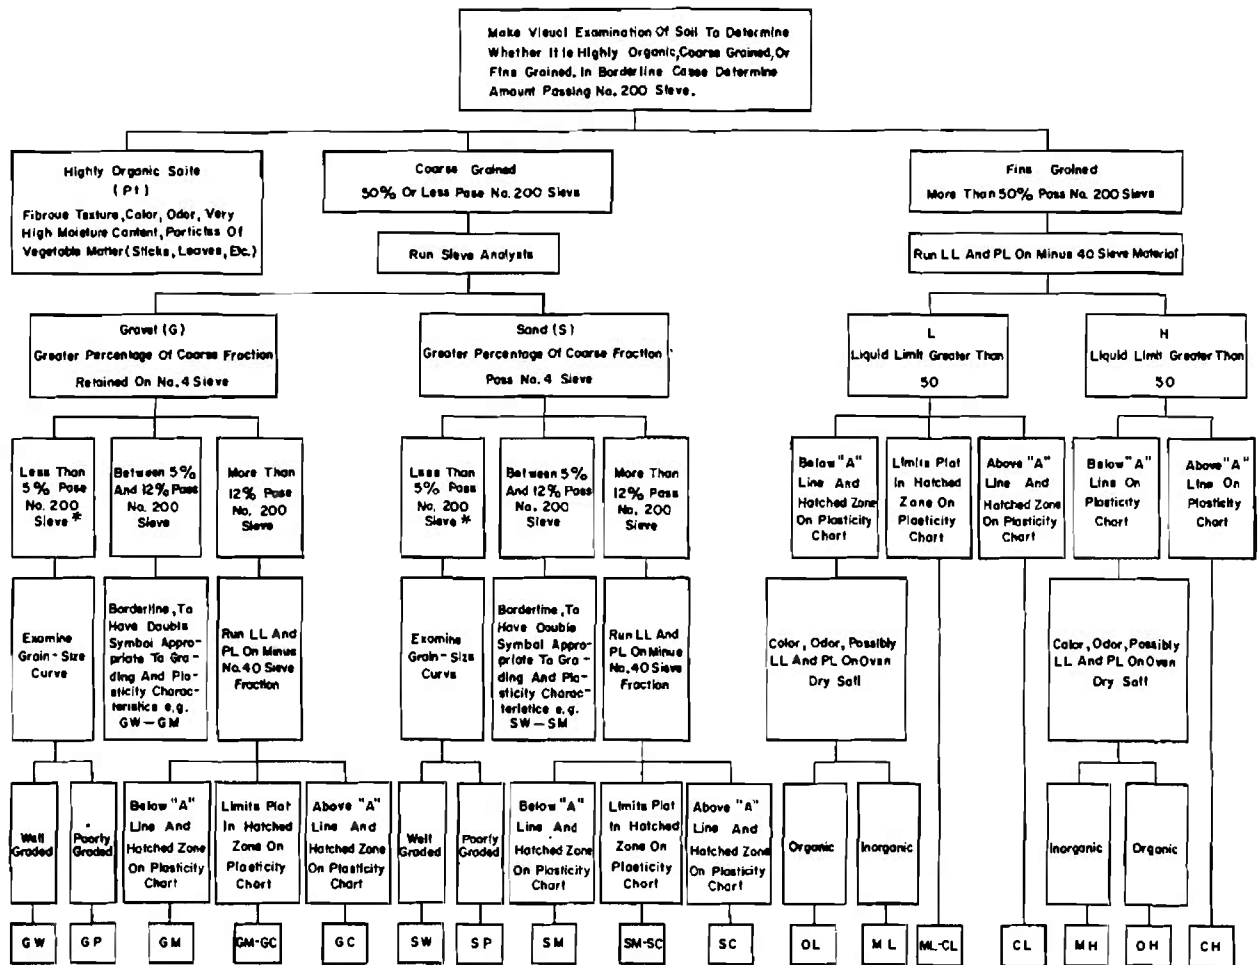 Make Visual Examination Of Soil To Determine
Whether It Is Highly Organic, Coarse Grained, Or
Fins Grained. In Borderline Casse Determine
Amount Passing No. 200 Sieve.
Highly Organic Soils
(Pt)
Fibroue Texture, Color, Odor, Very
High Moisture Content, Particles Of
Vegetable Matter (Sticks, Leaves, Etc.)
Coarse Grained
50% Or Less Pase No. 200 Sieve
Run Sieve Analysis
Fins Grained
More Than 50% Pass No. 200 Sieve
Run LL And PL On Minus 40 Sieve Material
Gravel (G)
Greater Percentage Of Coarse Fraction
Retained On No. 4 Sieve
Sand (S)
Greater Percentage Of Coarse Fraction
Pass No. 4 Sieve
L
Liquid Limit Greater Than
50
H
Liquid Limit Greater Than
50
Less Than
5% Pase
No. 200
Sieve *
Between 5%
And 12% Pass
No. 200
Sieve
More Than
12% Pass
No. 200
Sieve
Less Than
5% Pass
No. 200
Sieve *
Between 5%
And 12% Pass
No. 200
Sieve
More Than
12% Pass
No. 200
Sieve
Below "A"
Line And
Hatched Zone
On Plasticity
Chart
Limits Plat
In Hatched
Zone On
Plaeticity
Chart
Above "A"
Line And
Hatched Zone
On Plasticity
Chart
Below "A"
Line On
Plasticity
Chart
Above "A"
Line On
Plasticity
Chart
Examine
Grain-Size
Curve
Borderline, To
Have Double
Symbol Appro-
priate To Gra-
ding And Pla-
sticity Charac-
teristics e.g.
GW-GM
Run LL And
PL On Minus
No. 40 Sieve
Fraction
Examine
Grain-Size
Curve
Borderline, To
Have Double
Symbol Appro-
priate To Gra-
ding And Pla-
sticity Charac-
teristics e.g.
SW-SM
Run LL And
PL On Minus
No. 40 Sieve
Fraction
Color, Odor, Possibly
LL And PL On Oven
Dry Soil
Color, Odor, Possibly
LL And PL On Oven
Dry Soil
Well
Graded
Poorly
Graded
Below "A"
Line And
Hatched Zone
On Plasticity
Chart
Limits Plat
In Hatched
Zone On
Plaeticity
Chort
Above "A"
Line And
Hatched Zone
On Plasticity
Chart
Well
Graded
Poorly
Graded
Below "A"
Line And
Hatched Zone
On Plasticity
Chart
Limits Plat
In Hatched
Zone On
Plaeticity
Chart
Above "A"
Line And
Hatched Zone
On Plasticity
Chart
Organic
Inorganic
Inorganic
Organic
GW
GP
GM
GM-GC
GC
SW
SP
SM
SM-SC
SC
OL
ML
ML-CL
CL
MH
OH
CH